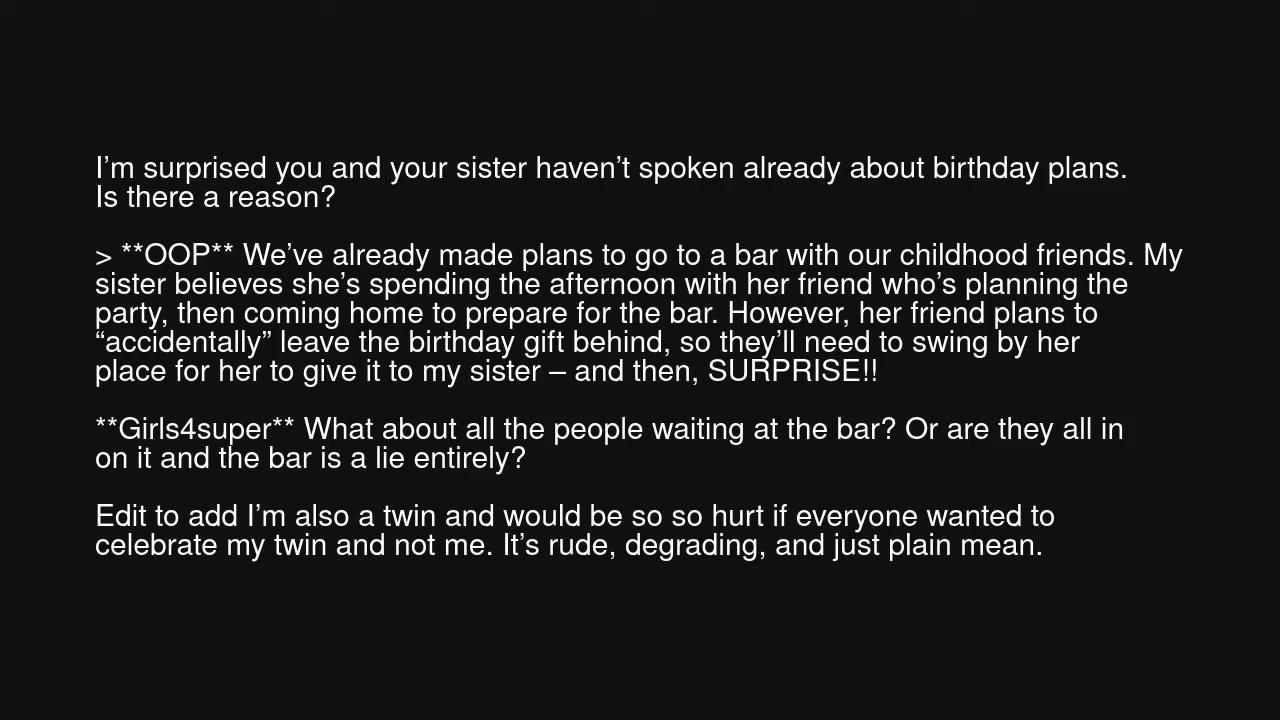 I’m surprised you and your sister haven’t spoken already about birthday plans.
Is there a reason?
> **OOP** We’ve already made plans to go to a bar with our childhood friends. My
sister believes she’s spending the afternoon with her friend who’s planning the
party, then coming home to prepare for the bar. However, her friend plans to
“accidentally” leave the birthday gift behind, so they’ll need to swing by her
place for her to give it to my sister – and then, SURPRISE!!
**Girls4super** What about all the people waiting at the bar? Or are they all in
on it and the bar is a lie entirely?
Edit to add I’m also a twin and would be so so hurt if everyone wanted to
celebrate my twin and not me. It’s rude, degrading, and just plain mean.